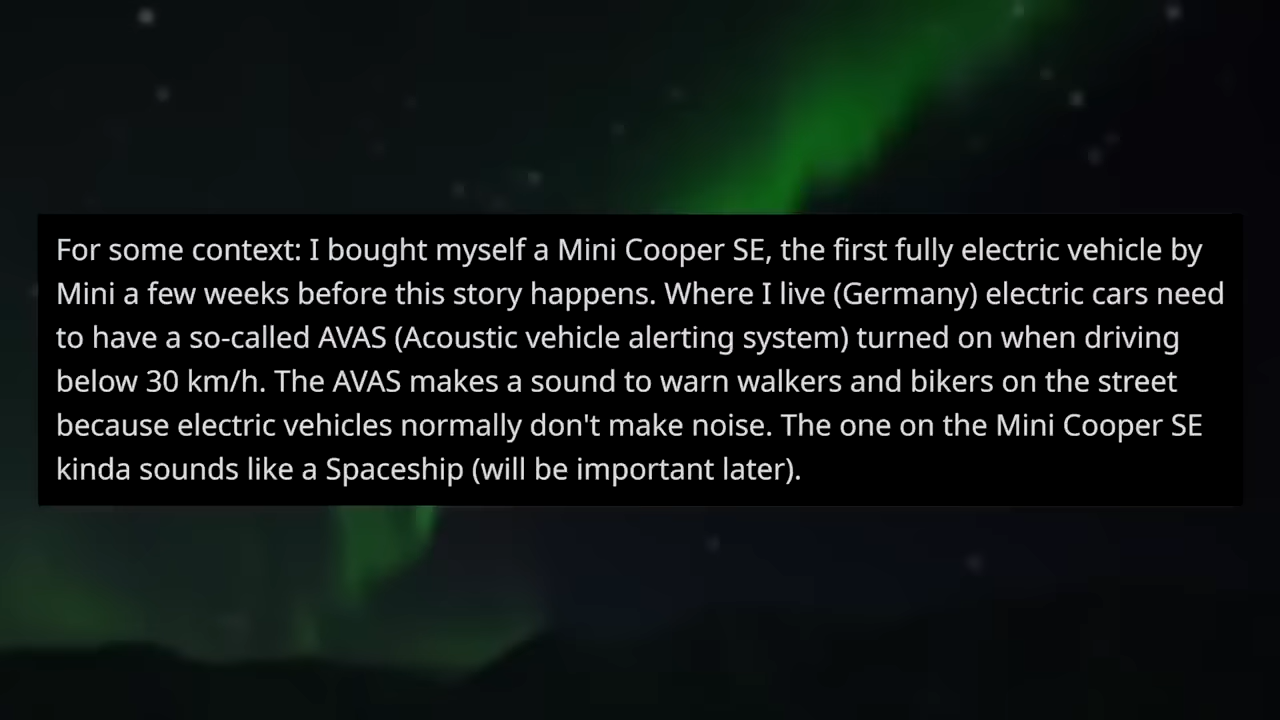 For some context: I bought myself a Mini Cooper SE, the first fully electric vehicle by
Mini a few weeks before this story happens. Where I live (Germany) electric cars need
to have a so-called AVAS (Acoustic vehicle alerting system) turned on when driving
below 30 km/h. The AVAS makes a sound to warn walkers and bikers on the street
because electric vehicles normally don't make noise. The one on the Mini Cooper SE
kinda sounds like a Spaceship (will be important later).